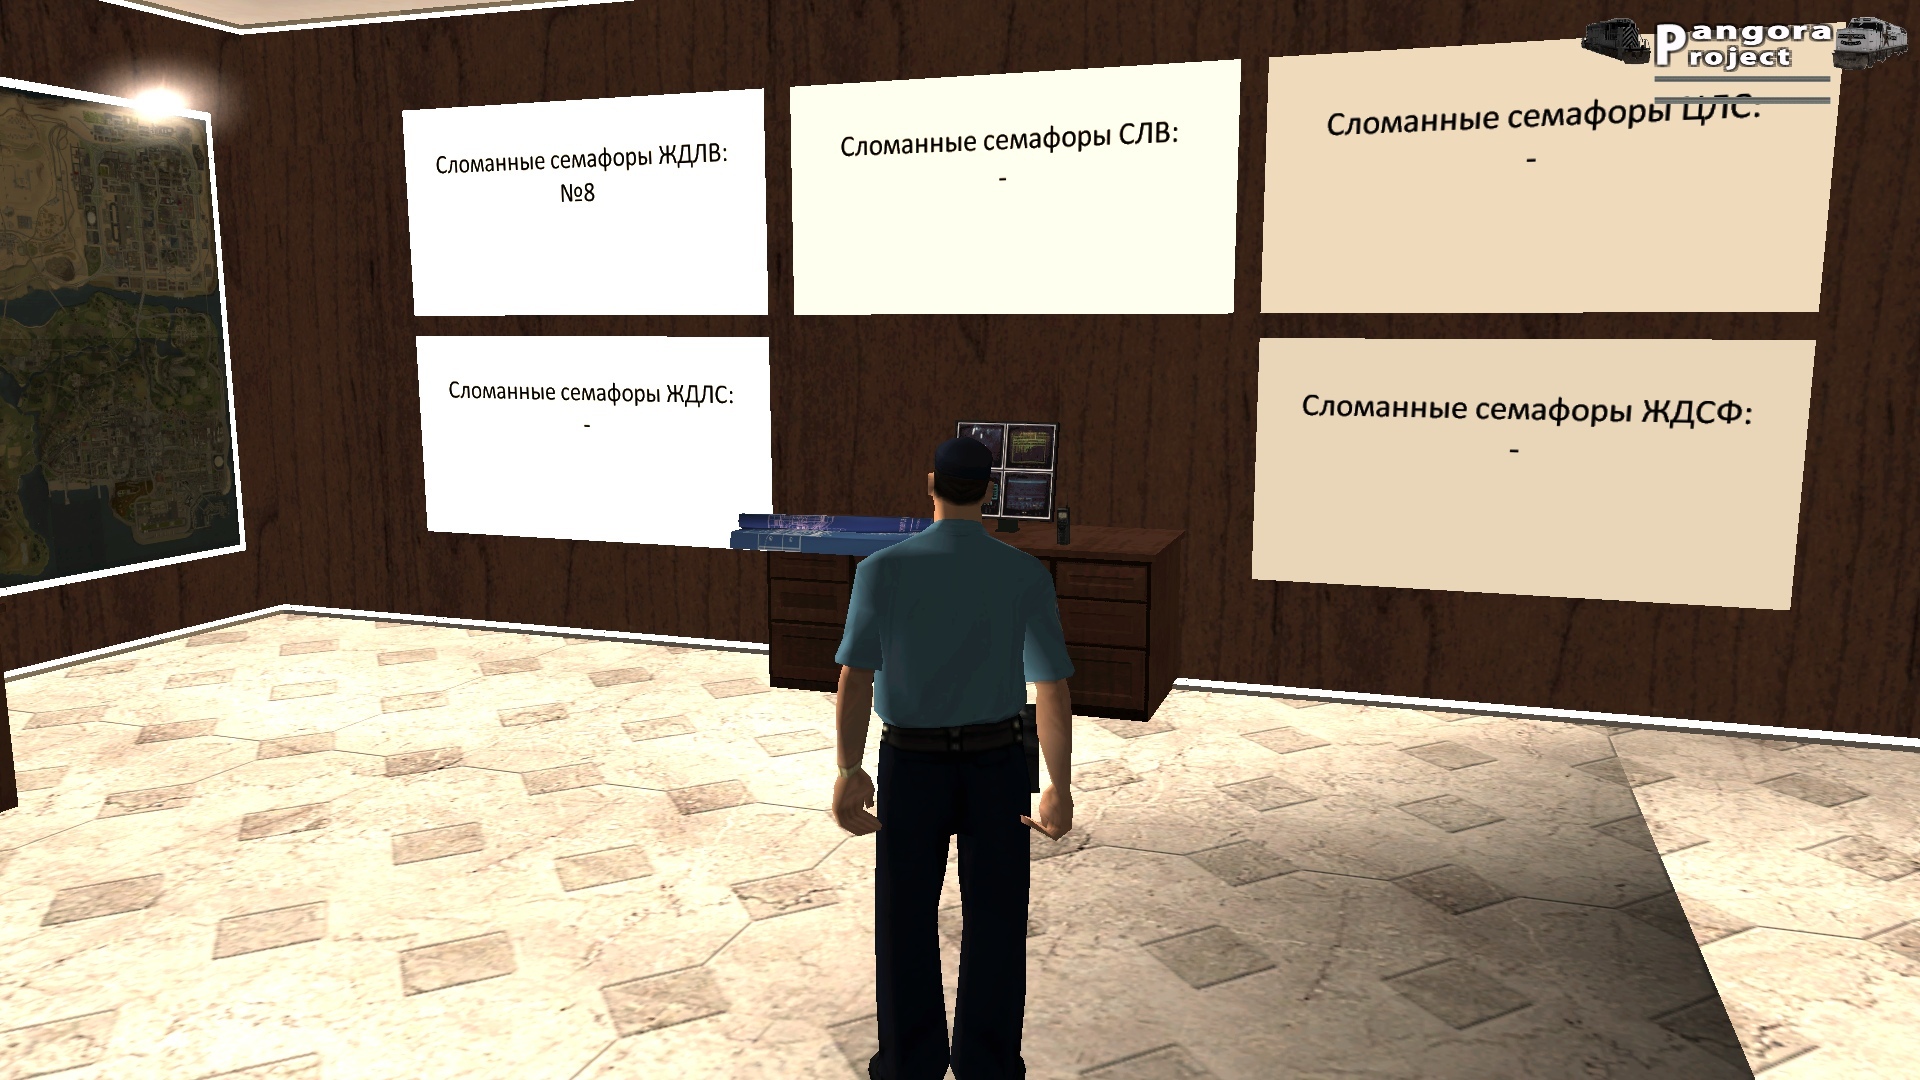 Pangora
Project
Сломанные семафоры ЖДЛВ:
№8
Сломанные семафоры СЛВ:
-
Сломанные семафоры ЦЛС:
-
Сломанные семафоры ЖДЛС:
-
Сломанные семафоры ЖДСФ:
-